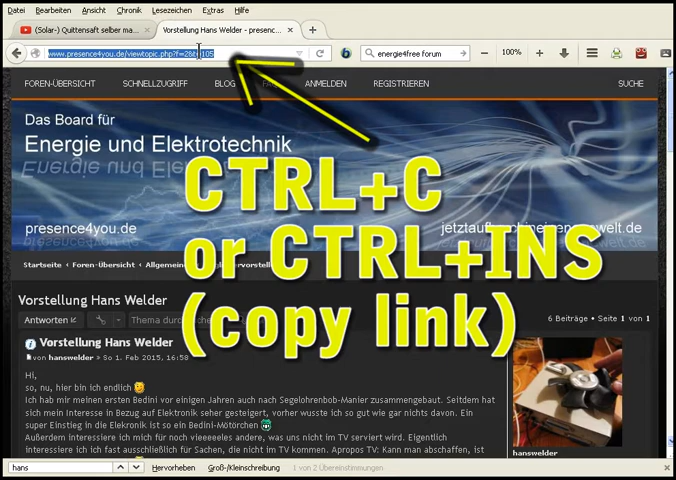 Datei Bearbeiten Ansicht Chronik Lesezeichen Extras Hilfe
(Solar-) Quittensaft selber ma... Vorstellung Hans Welder - presenc...
www.presence4you.de/viewtopic.php?f=2&t=105 energie4free forum 100%
FOREN-ÜBERSICHT SCHNELLZUGRIFF BLOG FAQ ANMELDEN REGISTRIEREN SUCHE
Das Board für
Energie und Elektrotechnik
CTRL+C
or CTRL+INS
(copy link)
presence4you.de
Startseite ‹ Foren-Übersicht ‹
Vorstellung Hans Welder
Antworten Thema 6 Beiträge • Seite 1 von 1
Vorstellung Hans Welder
von hanswelder » So 1. Feb 2015, 16:58
Hi,
so, nu, hier bin ich endlich
Ich hab mir meinen ersten Bedini vor einigen Jahren auch nach Segelohrenbob-Manier zusammengebaut. Seitdem hat
sich mein Interesse in Bezug auf Elektronik seher gesteigert, vorher wusste ich so gut wie gar nichts davon. Ein
super Einstieg in die Elekronik ist so ein Bedini-Mötörchen
Außerdem interessiere ich mich für noch vieeeeeles andere, was uns nicht im TV serviert wird. Eigentlich
interessiere ich ich fast ausschließlich für Sachen, die nicht im TV kommen. Apropos TV: Kann man abschaffen, ist
hanswelder
hans Hervorheben Groß-/Kleinschreibung 1 von 2 Übereinstimmungen